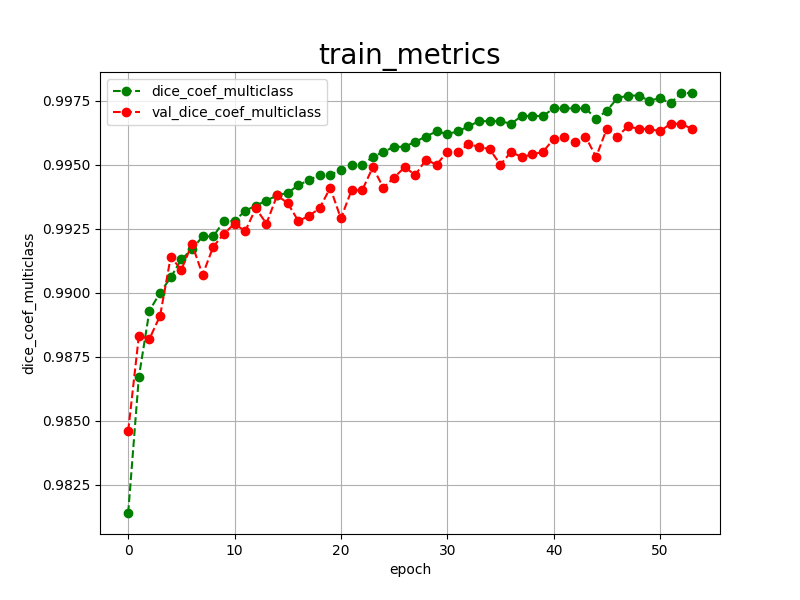 train_metrics
dice_coef_multiclass
val_dice_coef_multiclass
0.9975
0.9950
0.9925
0.9900
0.9875
0.9850
0.9825
dice_coef_multiclass
0 10 20 30 40 50
epoch